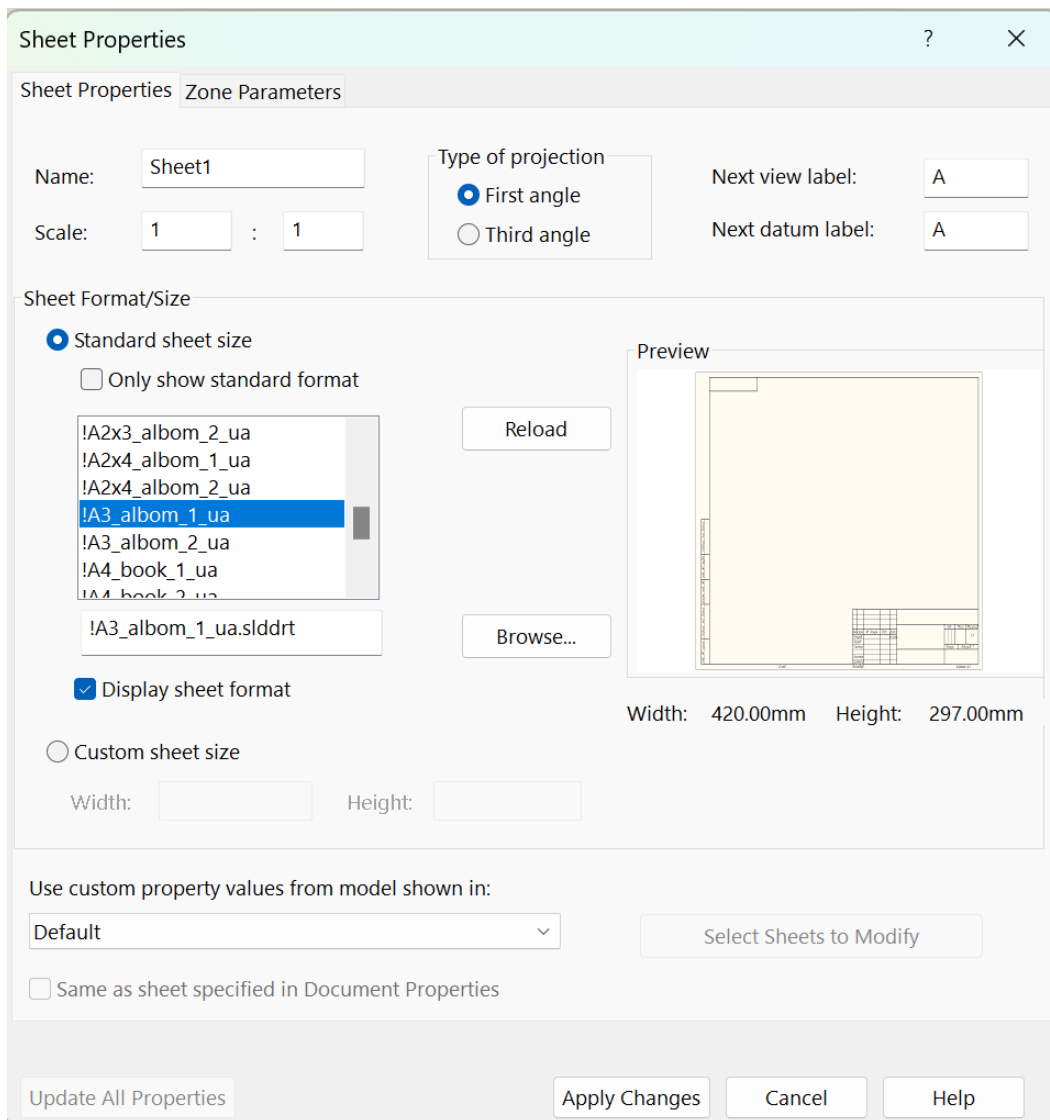 Sheet Properties ?
Sheet Properties Zone Parameters
Name: Sheet1
Type of projection
First angle
Third angle
Next view label: A
Scale: 1 : 1
Next datum label: A
Sheet Format/Size
Standard sheet size
Only show standard format
!A2x3_albom_2_ua
!A2x4_albom_1_ua
!A2x4_albom_2_ua
!A3_albom_1_ua
!A3_albom_2_ua
!A4_book_1_ua
!A4_book_2_ua
!A3_albom_1_ua.slddrt
Reload
Browse...
Display sheet format
Preview
Width: 420.00mm Height: 297.00mm
Custom sheet size
Width: Height:
Use custom property values from model shown in:
Default
Select Sheets to Modify
Same as sheet specified in Document Properties
Update All Properties Apply Changes Cancel Help